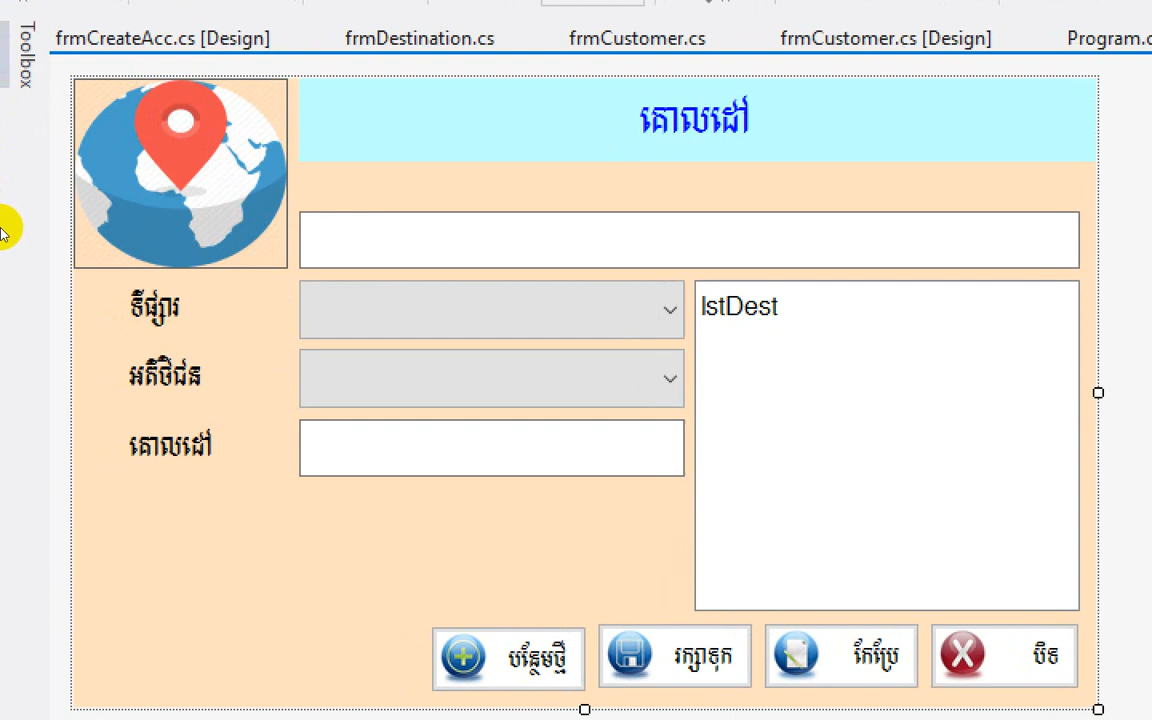 Toolbox
frmCreateAcc.cs [Design] frmDestination.cs frmCustomer.cs frmCustomer.cs [Design] Program.c
គោលដៅ
ទីផ្សារ
lstDest
អតិថិជន
គោលដៅ
បន្ថែមថ្មី រក្សាទុក កែប្រែ បិទ